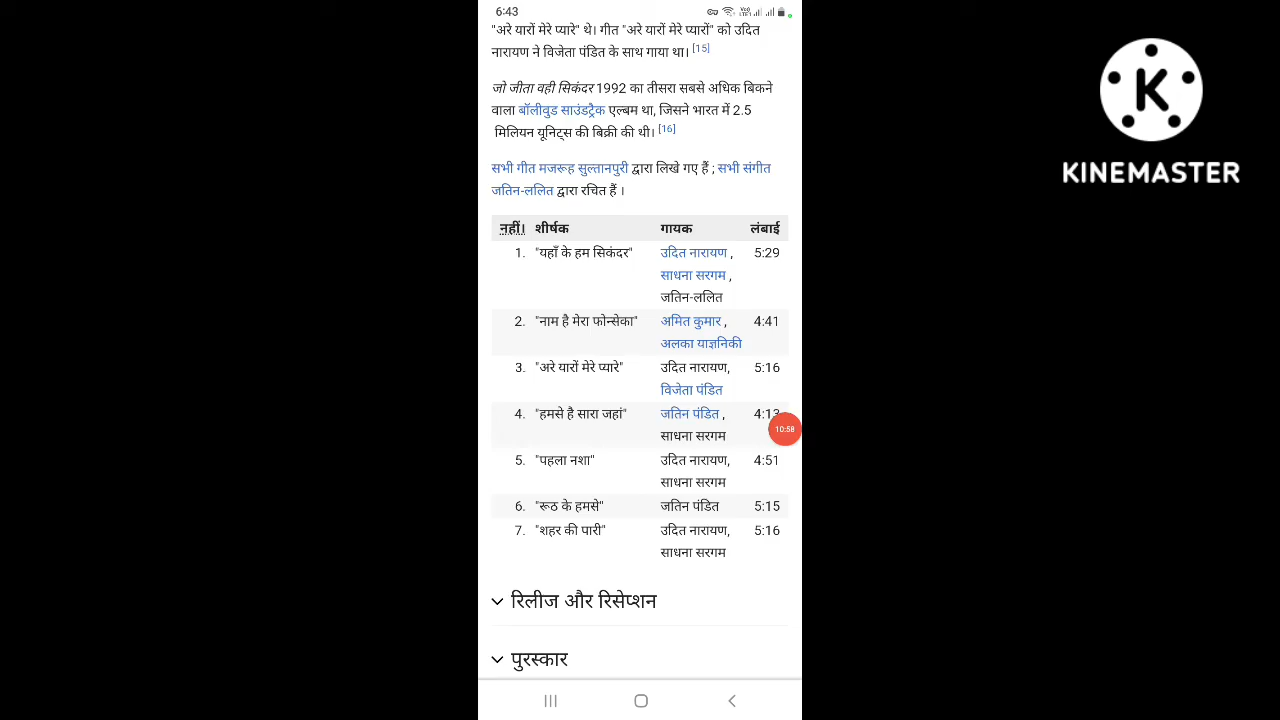 6:43
"अरे यारों मेरे प्यारे" थे। गीत "अरे यारों मेरे प्यारों" को उदित
नारायण ने विजेता पंडित के साथ गाया था। [15]
जो जीता वही सिकंदर 1992 का तीसरा सबसे अधिक बिकने
वाला बॉलीवुड साउंडट्रैक एल्बम था, जिसने भारत में 2.5
मिलियन यूनिट्स की बिक्री की थी। [16]
सभी गीत मजरूह सुल्तानपुरी द्वारा लिखे गए हैं ; सभी संगीत
जतिन-ललित द्वारा रचित हैं ।
नहीं। शीर्षक गायक लंबाई
1. "यहाँ के हम सिकंदर" उदित नारायण , 5:29
साधना सरगम ,
जतिन-ललित
2. "नाम है मेरा फोन्सेका" अमित कुमार , 4:41
अलका याज्ञनिकी
3. "अरे यारों मेरे प्यारे" उदित नारायण, 5:16
विजेता पंडित
4. "हमसे है सारा जहां" जतिन पंडित , 4:13
साधना सरगम
10:58
5. "पहला नशा" उदित नारायण, 4:51
साधना सरगम
6. "रूठ के हमसे" जतिन पंडित 5:15
7. "शहर की पारी" उदित नारायण, 5:16
साधना सरगम
रिलीज और रिसेप्शन
पुरस्कार
K
KINEMASTER